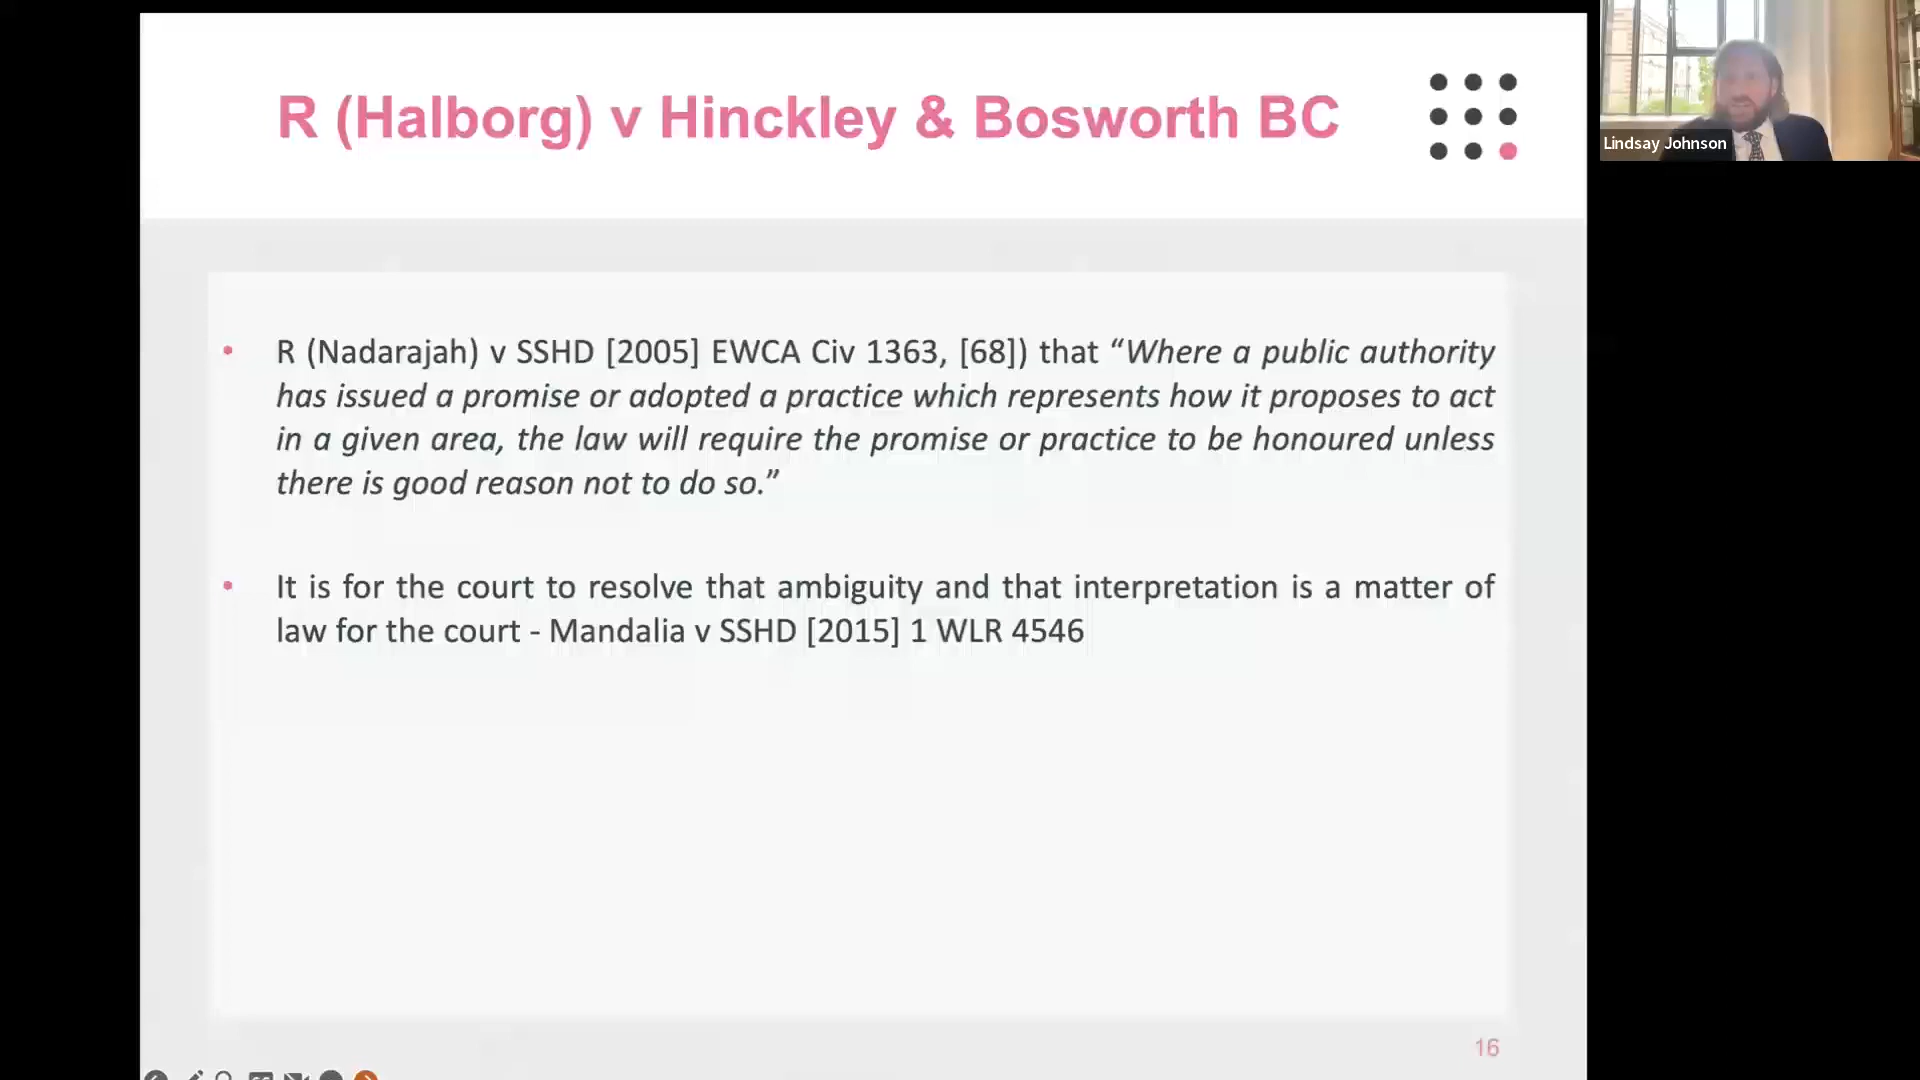 R (Halborg) v Hinckley & Bosworth BC
Lindsay Johnson
• R (Nadarajah) v SSHD [2005] EWCA Civ 1363, [68]) that “Where a public authority
has issued a promise or adopted a practice which represents how it proposes to act
in a given area, the law will require the promise or practice to be honoured unless
there is good reason not to do so.”
• It is for the court to resolve that ambiguity and that interpretation is a matter of
law for the court - Mandalia v SSHD [2015] 1 WLR 4546
16